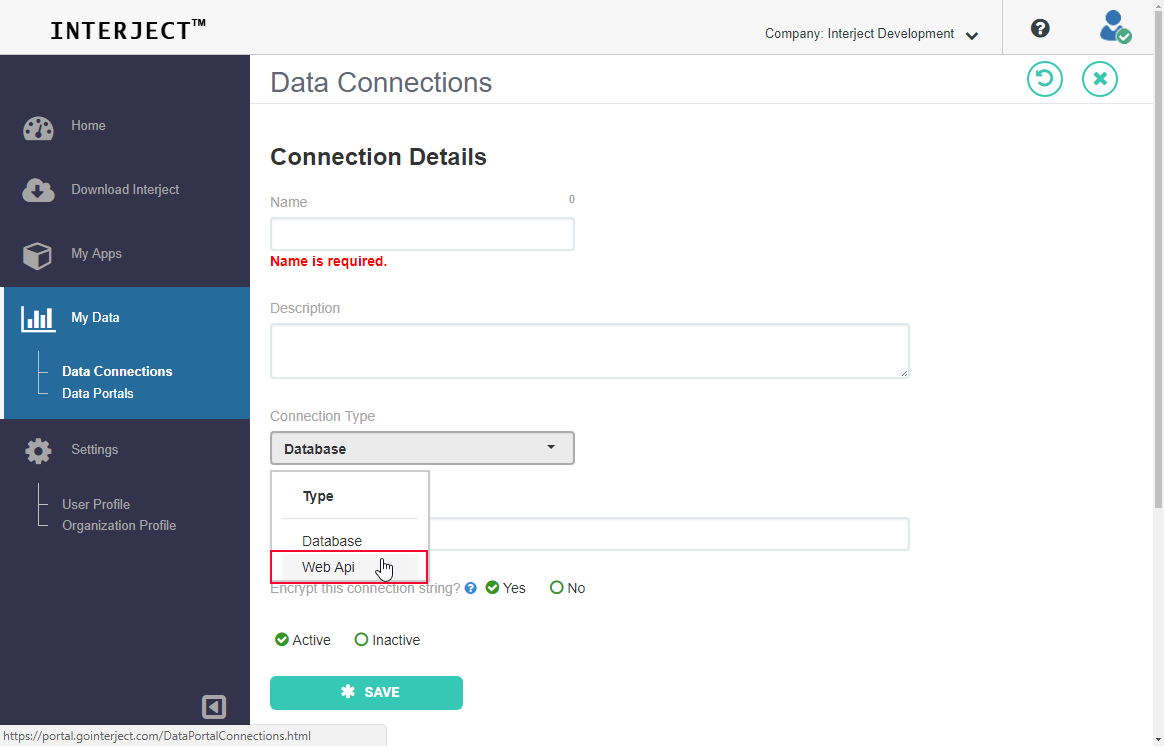 INTERJECT™
Company: Interject Development
Home
Download Interject
My Apps
My Data
Data Connections
Data Portals
Settings
User Profile
Organization Profile
Data Connections
Connection Details
Name 0
Name is required.
Description
Connection Type
Database
Type
Database
Web Api
Encrypt this connection string? Yes No
Active Inactive
SAVE
https://portal.gointerject.com/DataPortalConnections.html